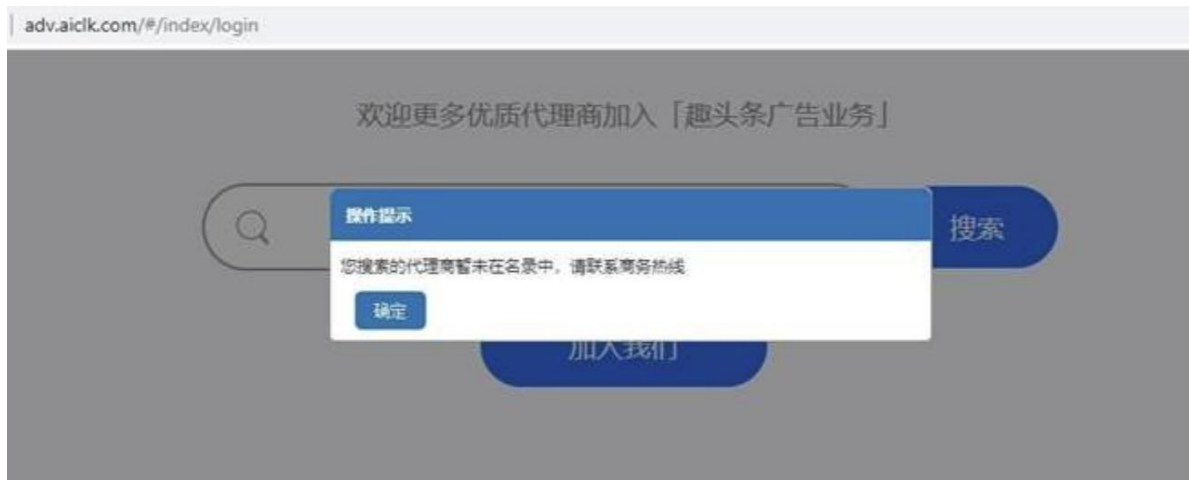 adv.aiclk.com/#/index/login
欢迎更多优质代理商加入「趣头条广告业务」
操作提示
搜索
您搜索的代理商暂未在名录中，请联系商务热线
确定
加入我们